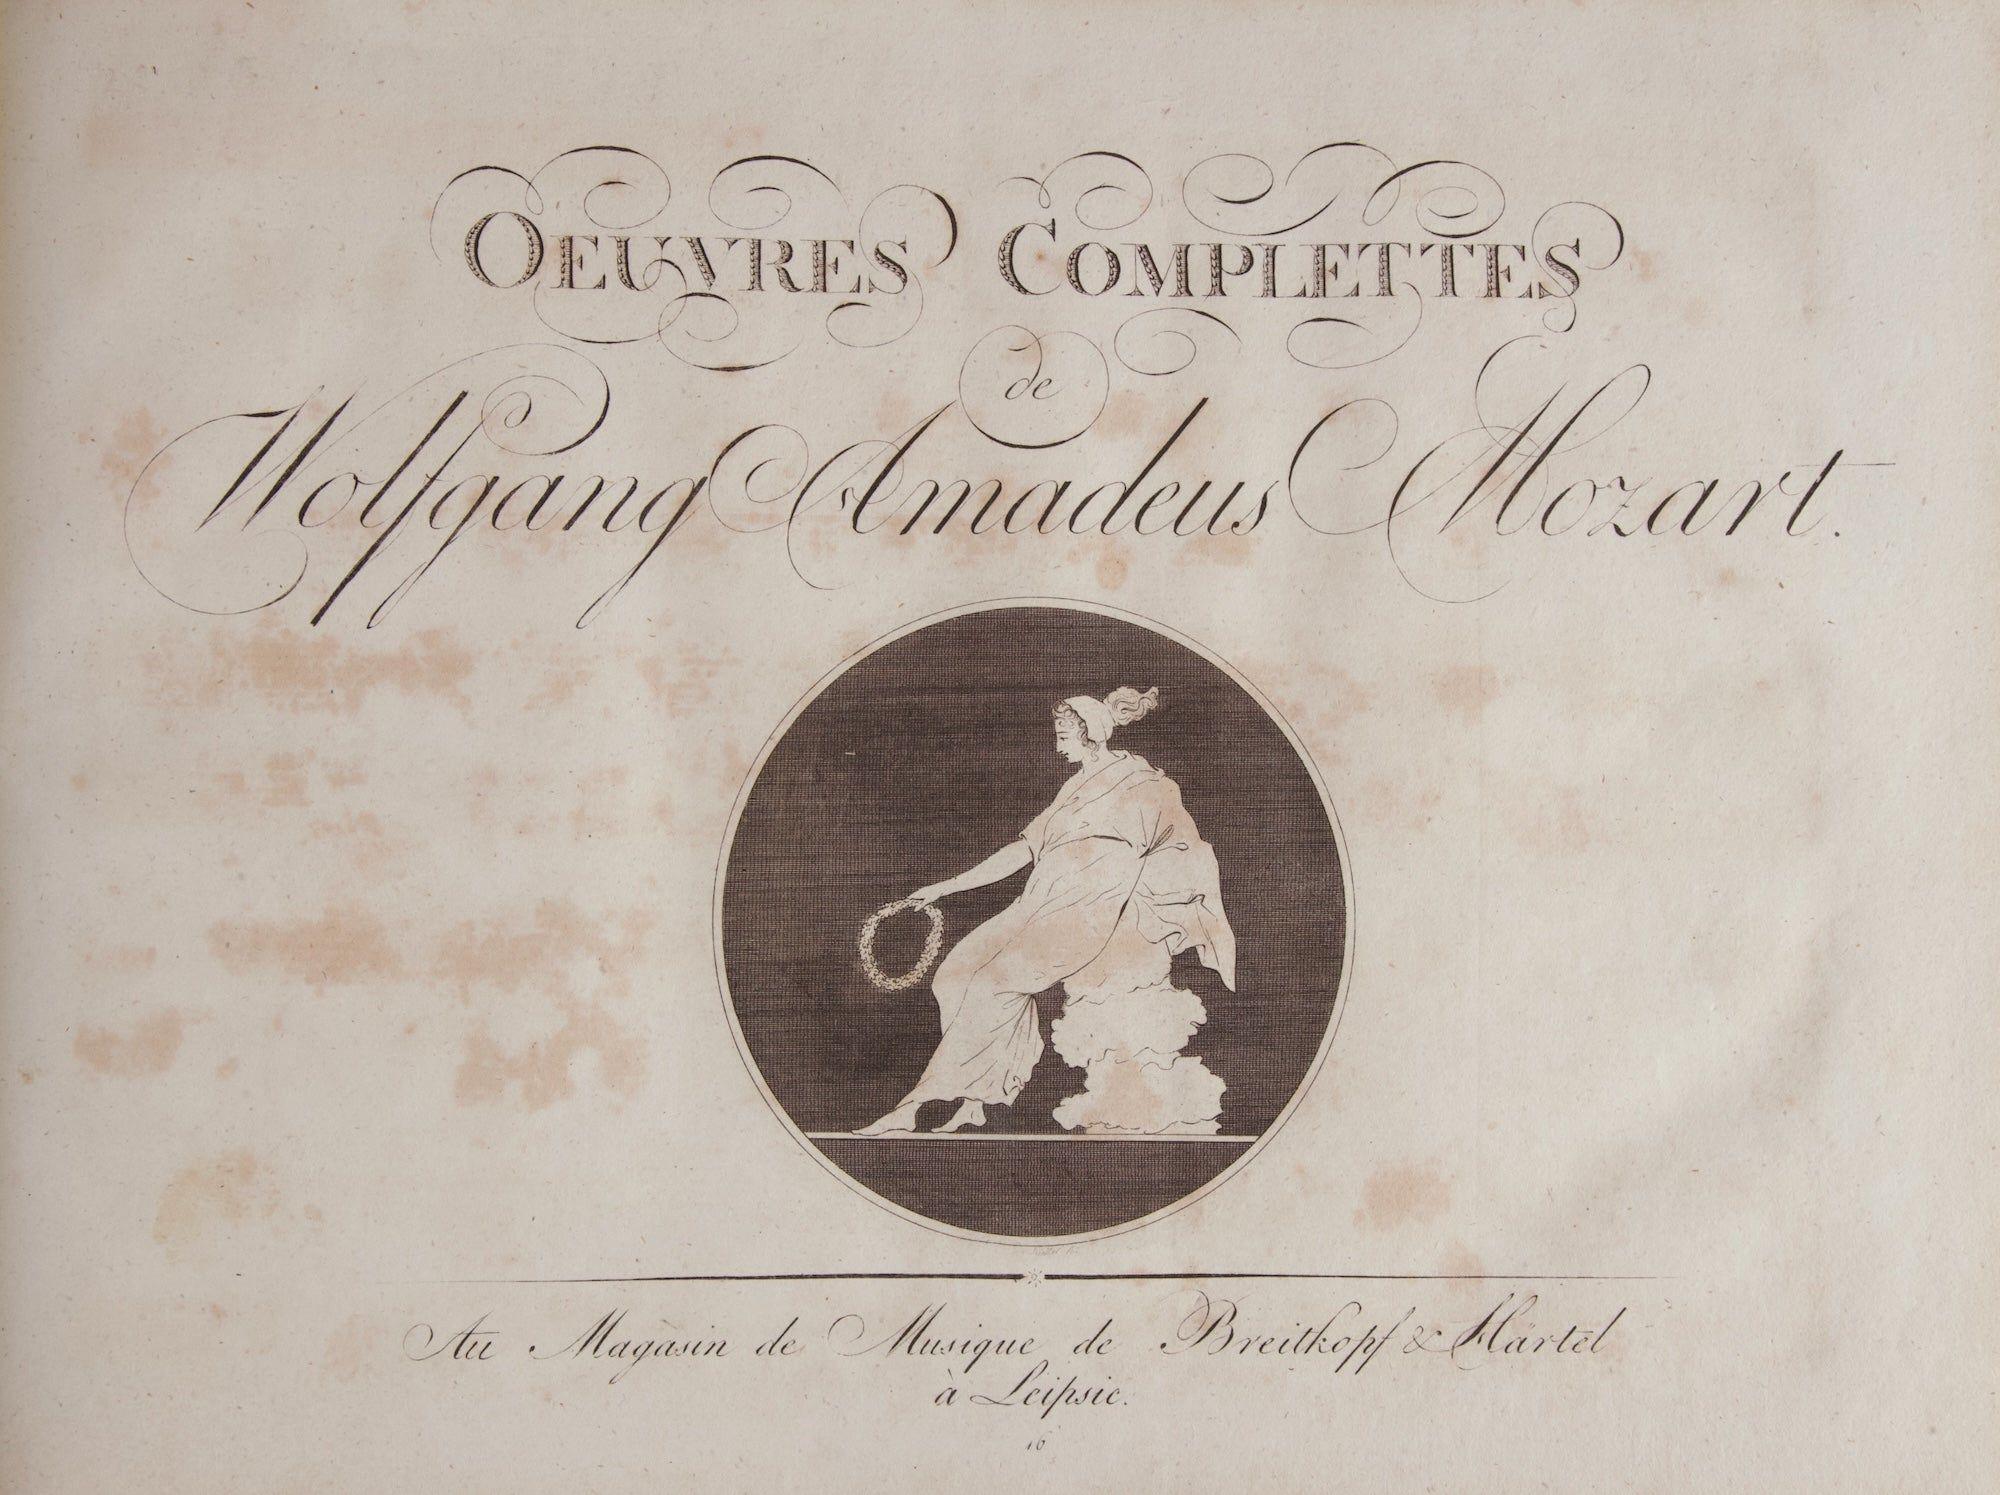 OEUVRES COMPLETTES
de
Wolfgang Amadeus Mozart.
Au Magasin de Musique de Breitkopf & Härtel
à Leipsic.
16